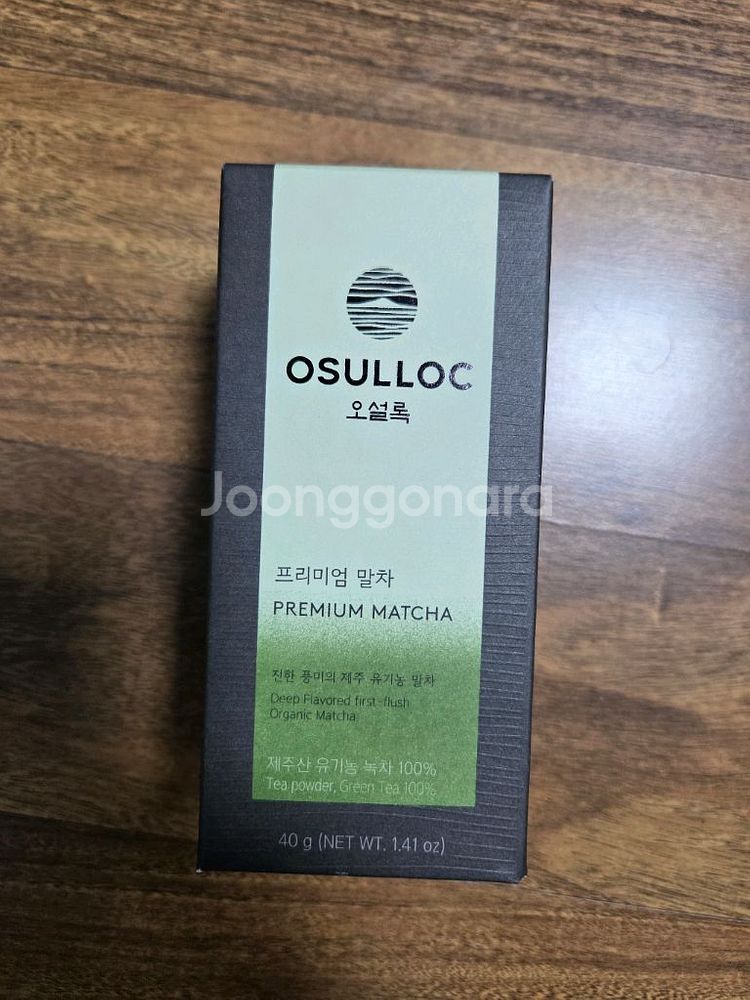 OSULLOC
오설록
Joonggonara
프리미엄 말차
PREMIUM MATCHA
진한 풍미의 제주 유기농 말차
Deep Flavored first-flush
Organic Matcha
제주산 유기농 녹차 100%
Tea powder, Green Tea 100%
40 g (NET WT. 1.41 oz)